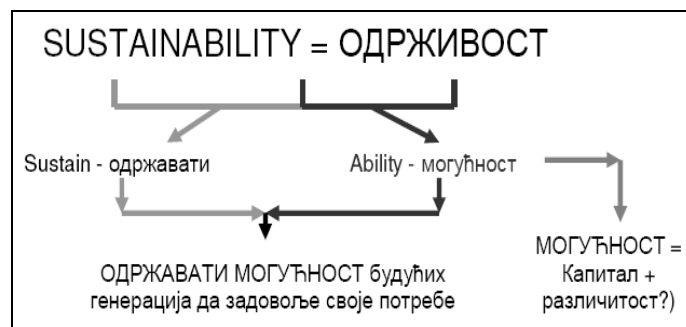 SUSTAINABILITY = ОДРЖИВОСТ
Sustain - одржавати
Ability - могућност
ОДРЖАВАТИ МОГУЋНОСТ будућих
генерација да задовоље своје потребе
МОГУЋНОСТ =
Капитал +
различитост?)